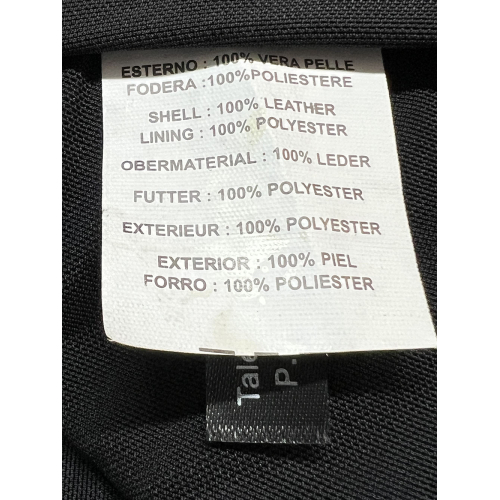 ESTERNO : 100% VERA PELLE
FODERA :100%POLIESTERE
SHELL : 100% LEATHER
LINING : 100% POLYESTER
OBERMATERIAL : 100% LEDER
FUTTER : 100% POLYESTER
EXTERIEUR : 100% POLYESTER
EXTERIOR : 100% PIEL
FORRO : 100% POLIESTER
P.